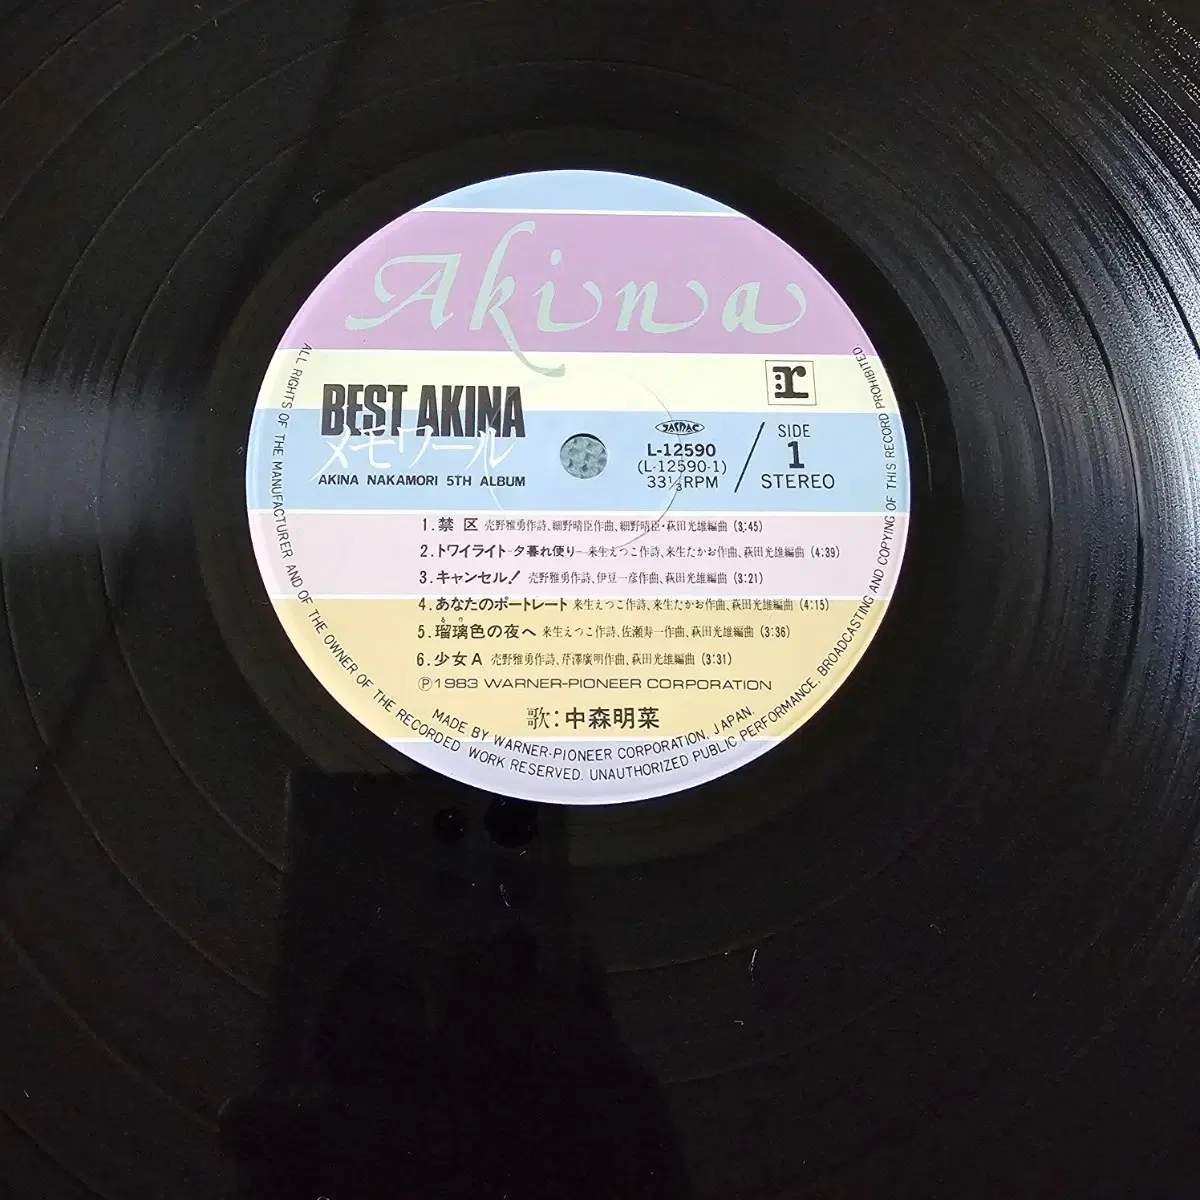 Akina
BEST AKINA
メモワール
AKINA NAKAMORI 5TH ALBUM
r
JASRAC
L-12590
(L-12590-1)
33⅓RPM
SIDE
1
STEREO
1. 禁区 売野雅勇作詩、細野晴臣作曲、細野晴臣・萩田光雄編曲 (3:45)
2. トワイライト-夕暮れ便り- 来生えつこ作詩、来生たかお作曲、萩田光雄編曲 (4:39)
3. キャンセル! 売野雅勇作詩、伊豆一彦作曲、萩田光雄編曲 (3:21)
4. あなたのポートレート 来生えつこ作詩、来生たかお作曲、萩田光雄編曲 (4:15)
るり
5. 瑠璃色の夜へ 来生えつこ作詩、佐瀬寿一作曲、萩田光雄編曲 (3:36)
6. 少女A 売野雅勇作詩、芹澤廣明作曲、萩田光雄編曲 (3:31)
Ⓟ1983 WARNER-PIONEER CORPORATION
歌:中森明菜
MADE BY WARNER-PIONEER CORPORATION, JAPAN.
ALL RIGHTS OF THE MANUFACTURER AND OF THE OWNER OF THE RECORDED WORK RESERVED. UNAUTHORIZED PUBLIC PERFORMANCE, BROADCASTING AND COPYING OF THIS RECORD PROHIBITED.